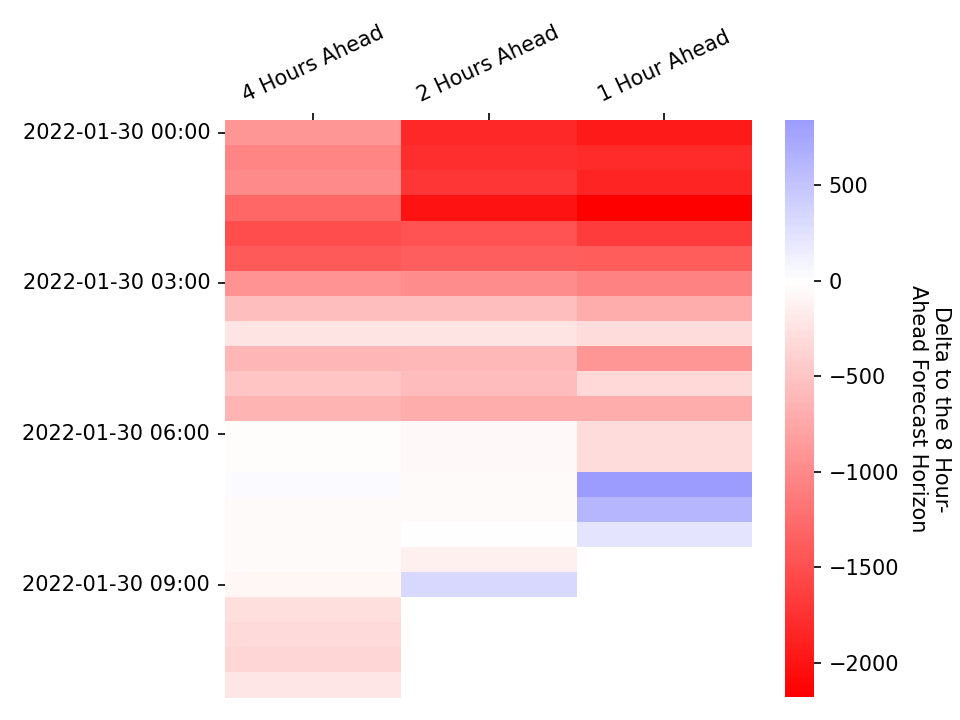 4 Hours Ahead
2 Hours Ahead
1 Hour Ahead
2022-01-30 00:00
2022-01-30 03:00
2022-01-30 06:00
2022-01-30 09:00
500
0
−500
−1000
−1500
−2000
Delta to the 8 Hour-
Ahead Forecast Horizon